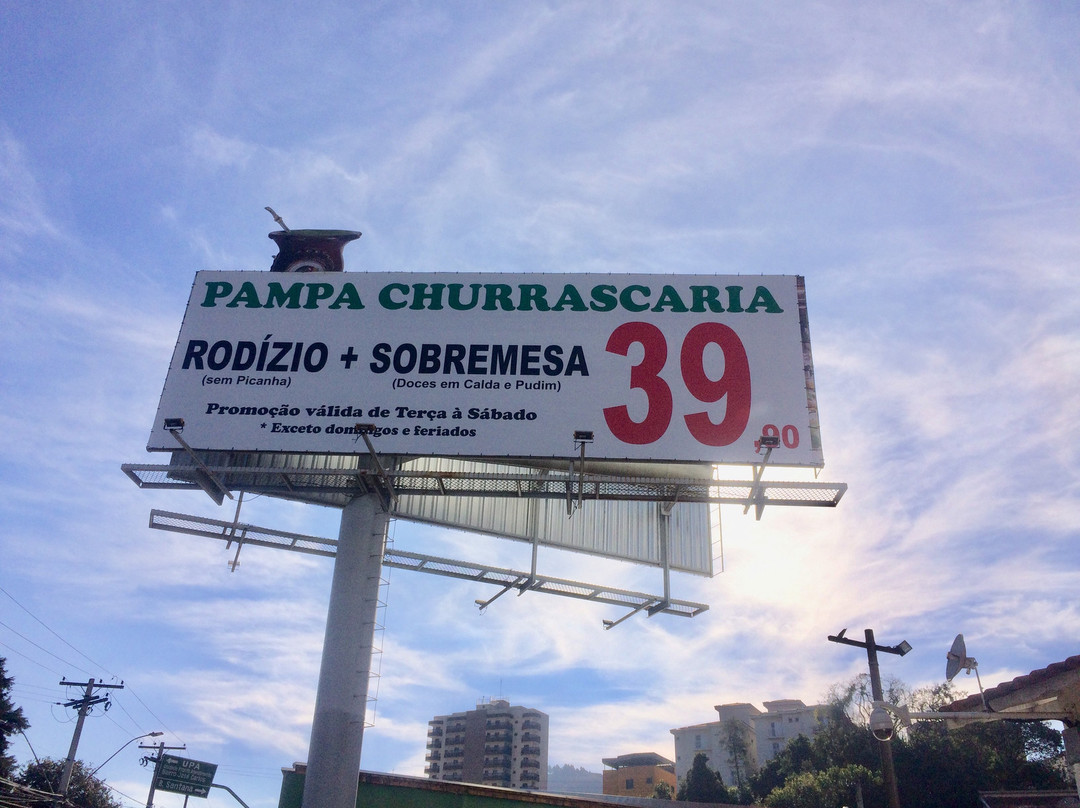 PAMPA CHURRASCARIA
RODÍZIO + SOBREMESA
(sem Picanha) (Doces em Calda e Pudim)
39,90
Promoção válida de Terça à Sábado
* Exceto domingos e feriados
UPA